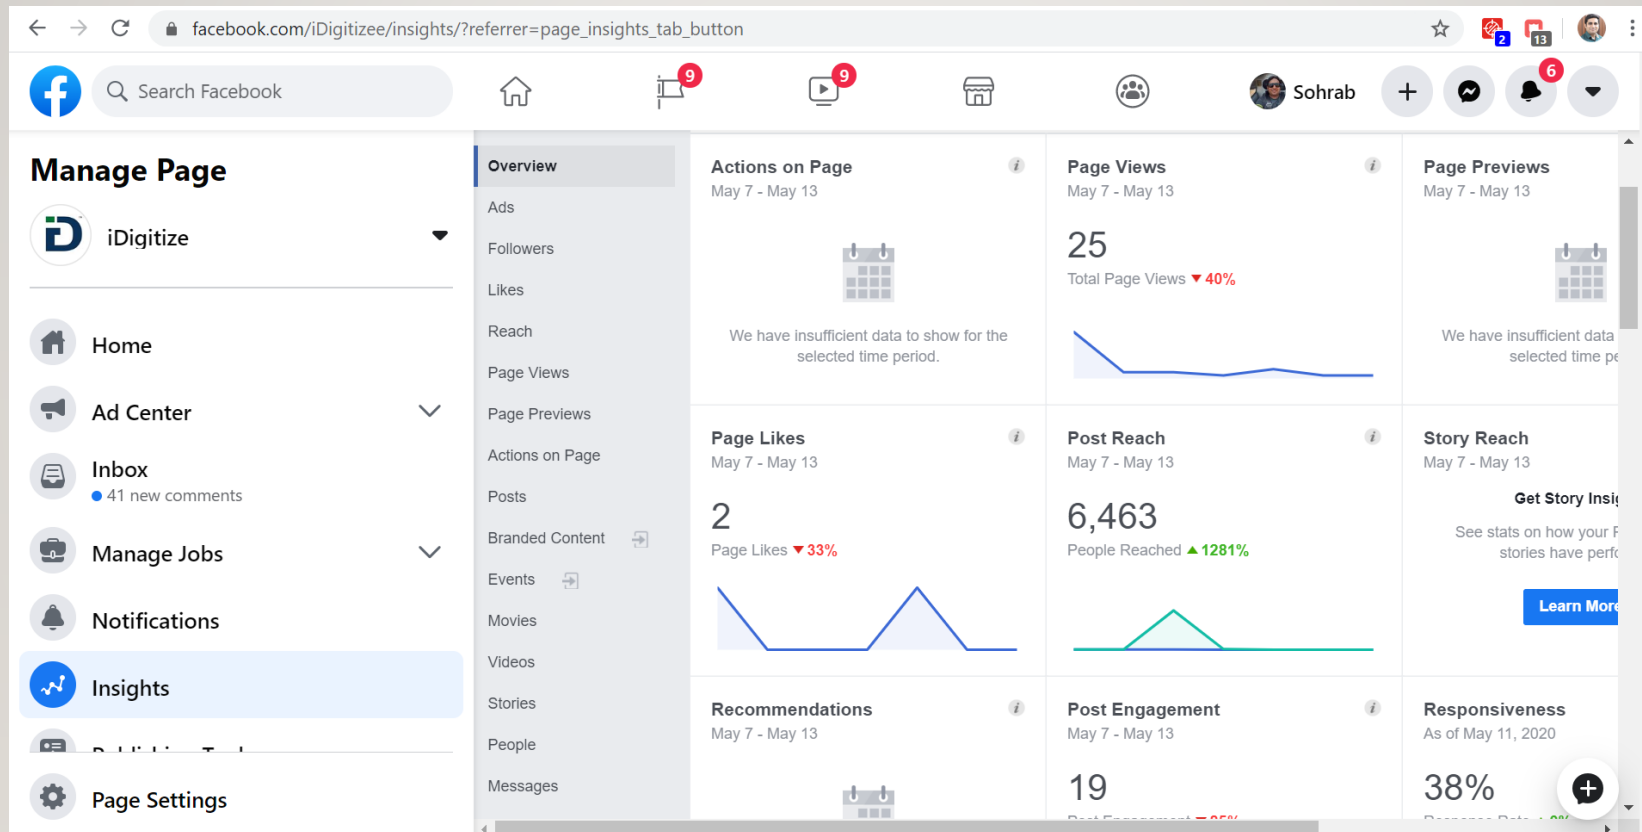 facebook.com/iDigitizee/insights/?referrer=page_insights_tab_button
2
13
Search Facebook
9
9
Sohrab
6
Manage Page
iDigitize
Home
Ad Center
Inbox
41 new comments
Manage Jobs
Notifications
Insights
Page Settings
Overview
Ads
Followers
Likes
Reach
Page Views
Page Previews
Actions on Page
Posts
Branded Content
Events
Movies
Videos
Stories
People
Messages
Actions on Page
May 7 - May 13
We have insufficient data to show for the
selected time period.
Page Views
May 7 - May 13
25
Total Page Views 40%
Page Previews
May 7 - May 13
We have insufficient data
selected time pe
Page Likes
May 7 - May 13
2
Page Likes 33%
Post Reach
May 7 - May 13
6,463
People Reached 1281%
Story Reach
May 7 - May 13
Get Story Insig
See stats on how your P
stories have perfo
Learn More
Recommendations
May 7 - May 13
Post Engagement
May 7 - May 13
19
Responsiveness
As of May 11, 2020
38%